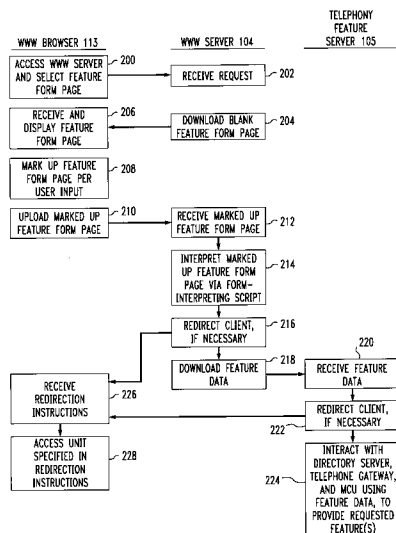 WWW BROWSER 113
WWW SERVER 104
TELEPHONY
FEATURE
SERVER 105
200
ACCESS WWW SERVER
AND SELECT FEATURE
FORM PAGE
RECEIVE REQUEST
202
206
RECEIVE AND
DISPLAY FEATURE
FORM PAGE
DOWNLOAD BLANK
FEATURE FORM PAGE
204
MARK UP FEATURE
FORM PAGE PER
USER INPUT
208
210
UPLOAD MARKED UP
FEATURE FORM PAGE
RECEIVE MARKED UP
FEATURE FORM PAGE
212
INTERPRET MARKED
UP FEATURE FORM
PAGE VIA FORM-
INTERPRETING SCRIPT
214
REDIRECT CLIENT,
IF NECESSARY
216
DOWNLOAD FEATURE
DATA
218
220
RECEIVE FEATURE
DATA
RECEIVE
REDIRECTION
INSTRUCTIONS
226
REDIRECT CLIENT,
IF NECESSARY
222
ACCESS UNIT
SPECIFIED IN
REDIRECTION
INSTRUCTIONS
228
224
INTERACT WITH
DIRECTORY SERVER,
TELEPHONE GATEWAY,
AND MCU USING
FEATURE DATA, TO
PROVIDE REQUESTED
FEATURE(S)